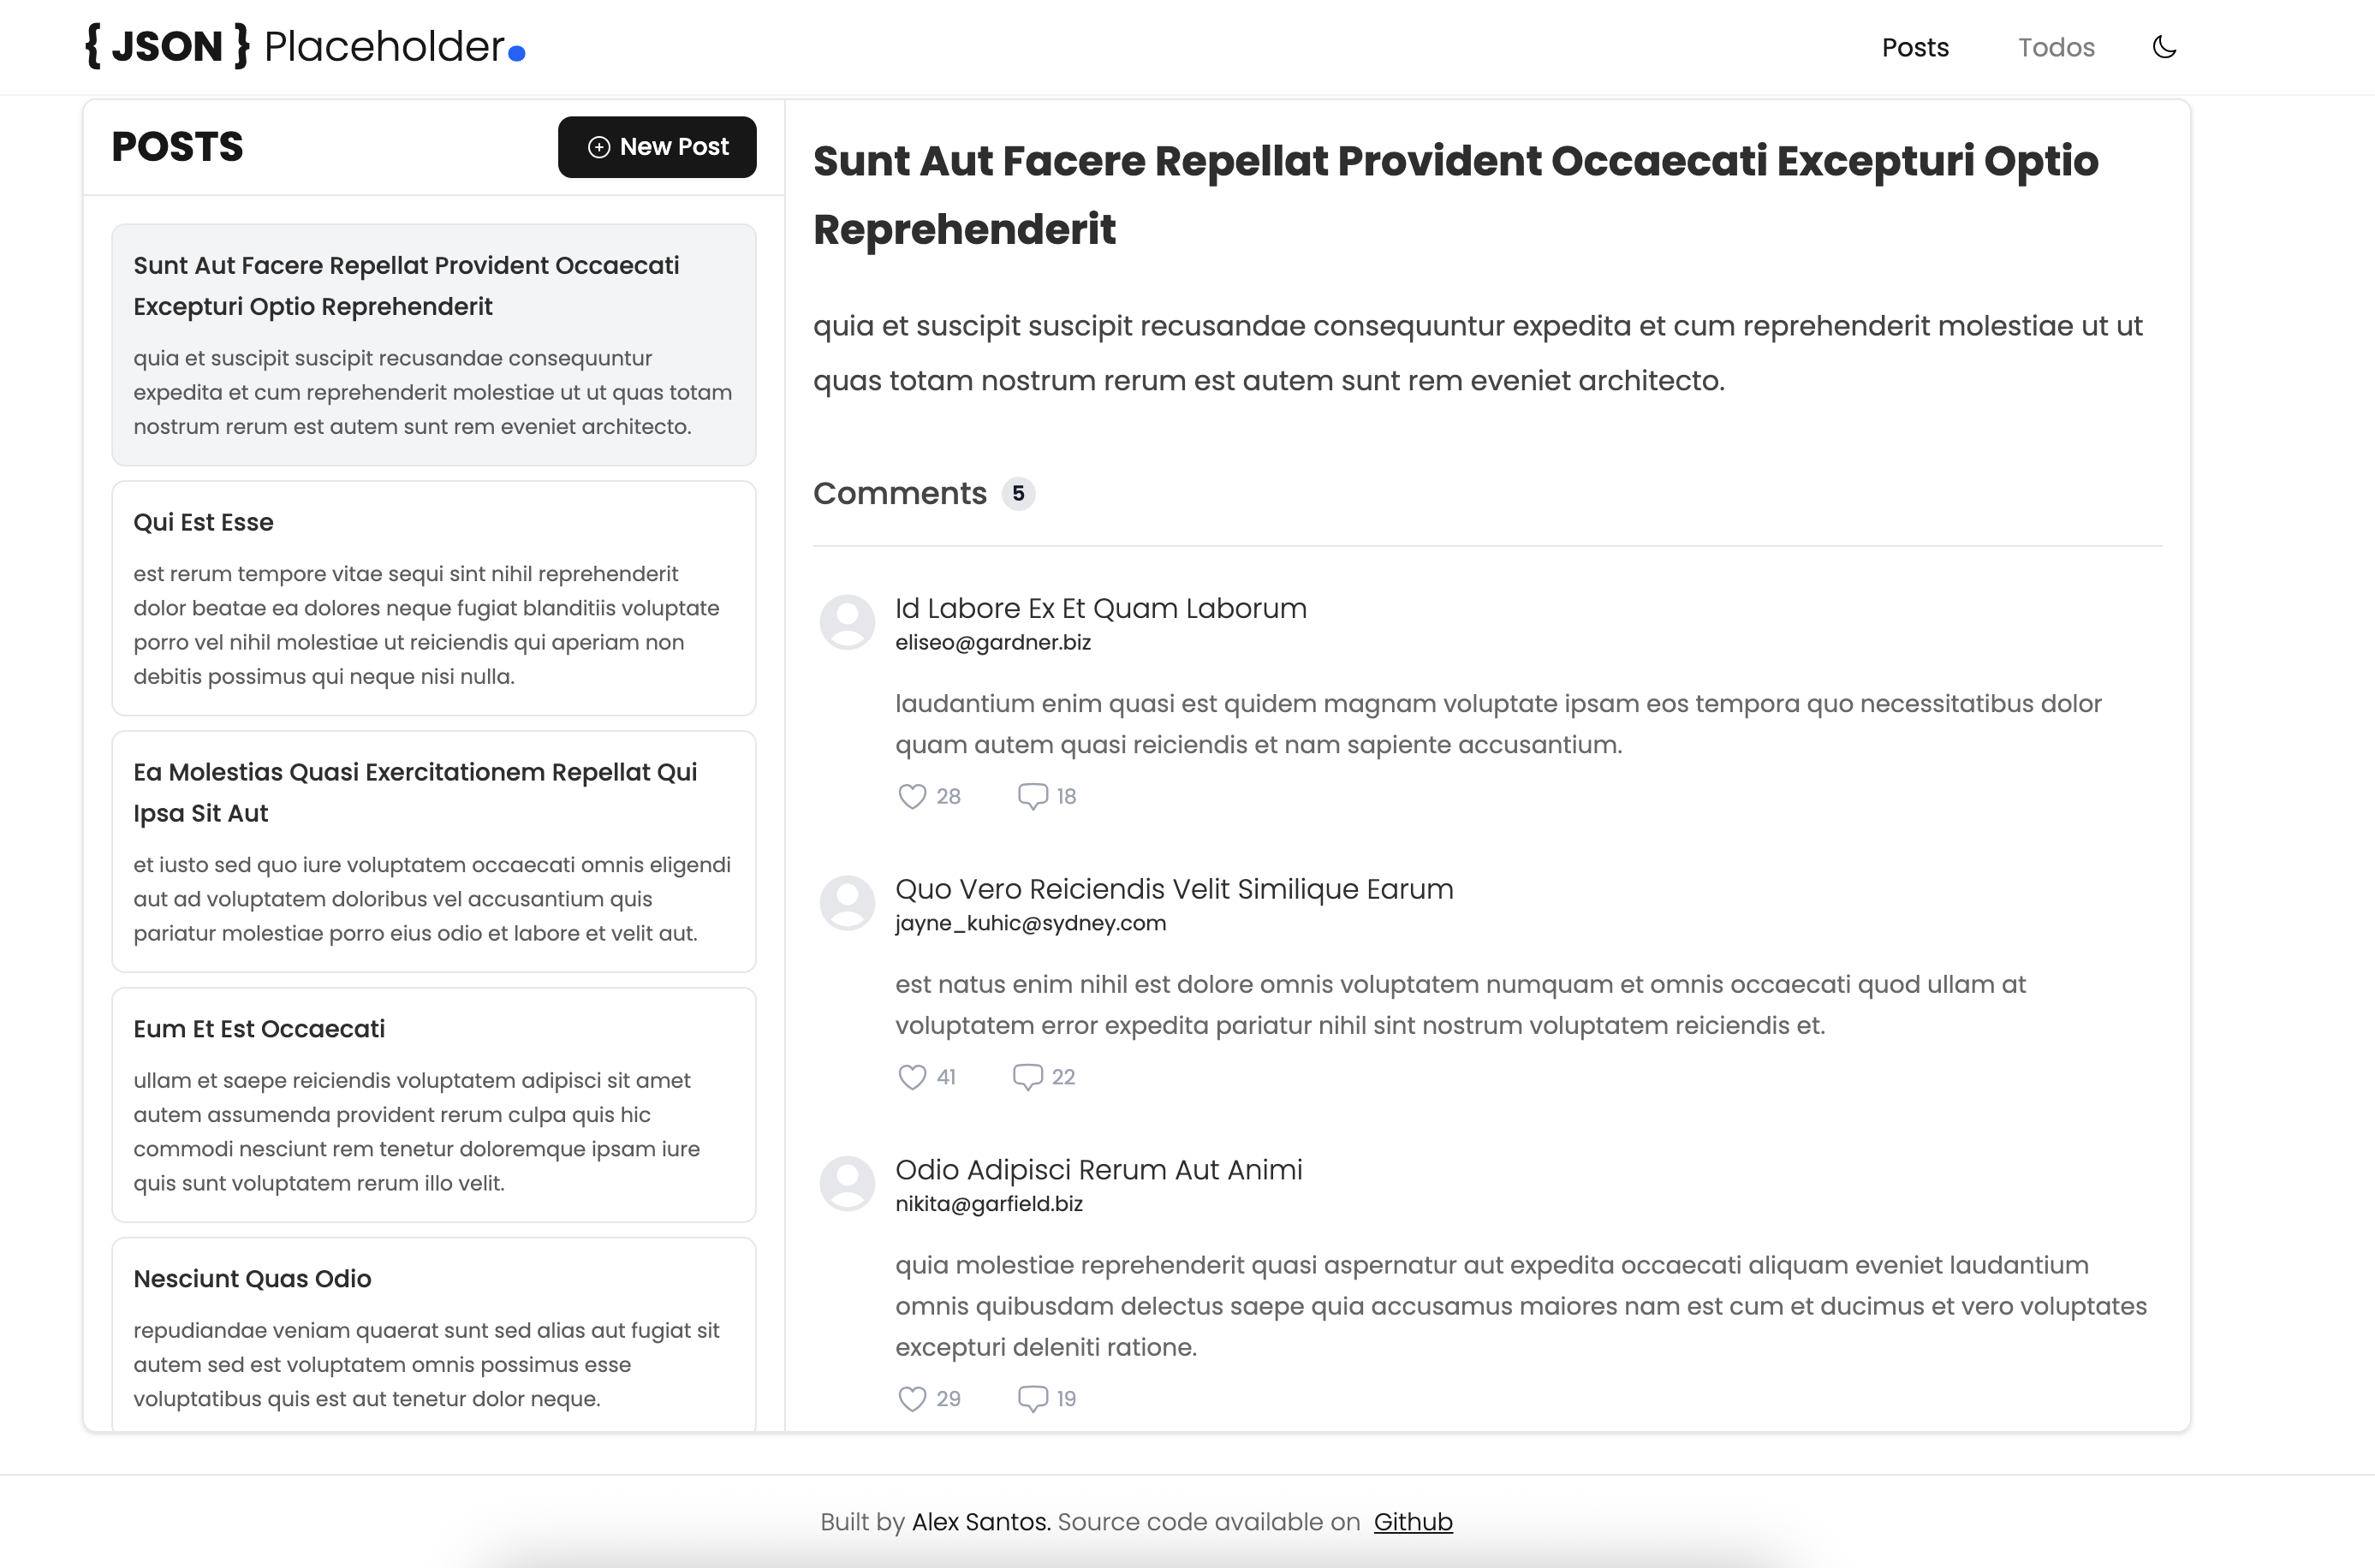 { JSON } Placeholder.
Posts
Todos
POSTS
New Post
Sunt Aut Facere Repellat Provident Occaecati
Excepturi Optio Reprehenderit
quia et suscipit suscipit recusandae consequuntur
expedita et cum reprehenderit molestiae ut ut quas totam
nostrum rerum est autem sunt rem eveniet architecto.
Qui Est Esse
est rerum tempore vitae sequi sint nihil reprehenderit
dolor beatae ea dolores neque fugiat blanditiis voluptate
porro vel nihil molestiae ut reiciendis qui aperiam non
debitis possimus qui neque nisi nulla.
Ea Molestias Quasi Exercitationem Repellat Qui
Ipsa Sit Aut
et iusto sed quo iure voluptatem occaecati omnis eligendi
aut ad voluptatem doloribus vel accusantium quis
pariatur molestiae porro eius odio et labore et velit aut.
Eum Et Est Occaecati
ullam et saepe reiciendis voluptatem adipisci sit amet
autem assumenda provident rerum culpa quis hic
commodi nesciunt rem tenetur doloremque ipsam iure
quis sunt voluptatem rerum illo velit.
Nesciunt Quas Odio
repudiandae veniam quaerat sunt sed alias aut fugiat sit
autem sed est voluptatem omnis possimus esse
voluptatibus quis est aut tenetur dolor neque.
Sunt Aut Facere Repellat Provident Occaecati Excepturi Optio
Reprehenderit
quia et suscipit suscipit recusandae consequuntur expedita et cum reprehenderit molestiae ut ut
quas totam nostrum rerum est autem sunt rem eveniet architecto.
Comments 5
Id Labore Ex Et Quam Laborum
eliseo@gardner.biz
laudantium enim quasi est quidem magnam voluptate ipsam eos tempora quo necessitatibus dolor
quam autem quasi reiciendis et nam sapiente accusantium.
28 18
Quo Vero Reiciendis Velit Similique Earum
jayne_kuhic@sydney.com
est natus enim nihil est dolore omnis voluptatem numquam et omnis occaecati quod ullam at
voluptatem error expedita pariatur nihil sint nostrum voluptatem reiciendis et.
41 22
Odio Adipisci Rerum Aut Animi
nikita@garfield.biz
quia molestiae reprehenderit quasi aspernatur aut expedita occaecati aliquam eveniet laudantium
omnis quibusdam delectus saepe quia accusamus maiores nam est cum et ducimus et vero voluptates
excepturi deleniti ratione.
29 19
Built by Alex Santos. Source code available on Github